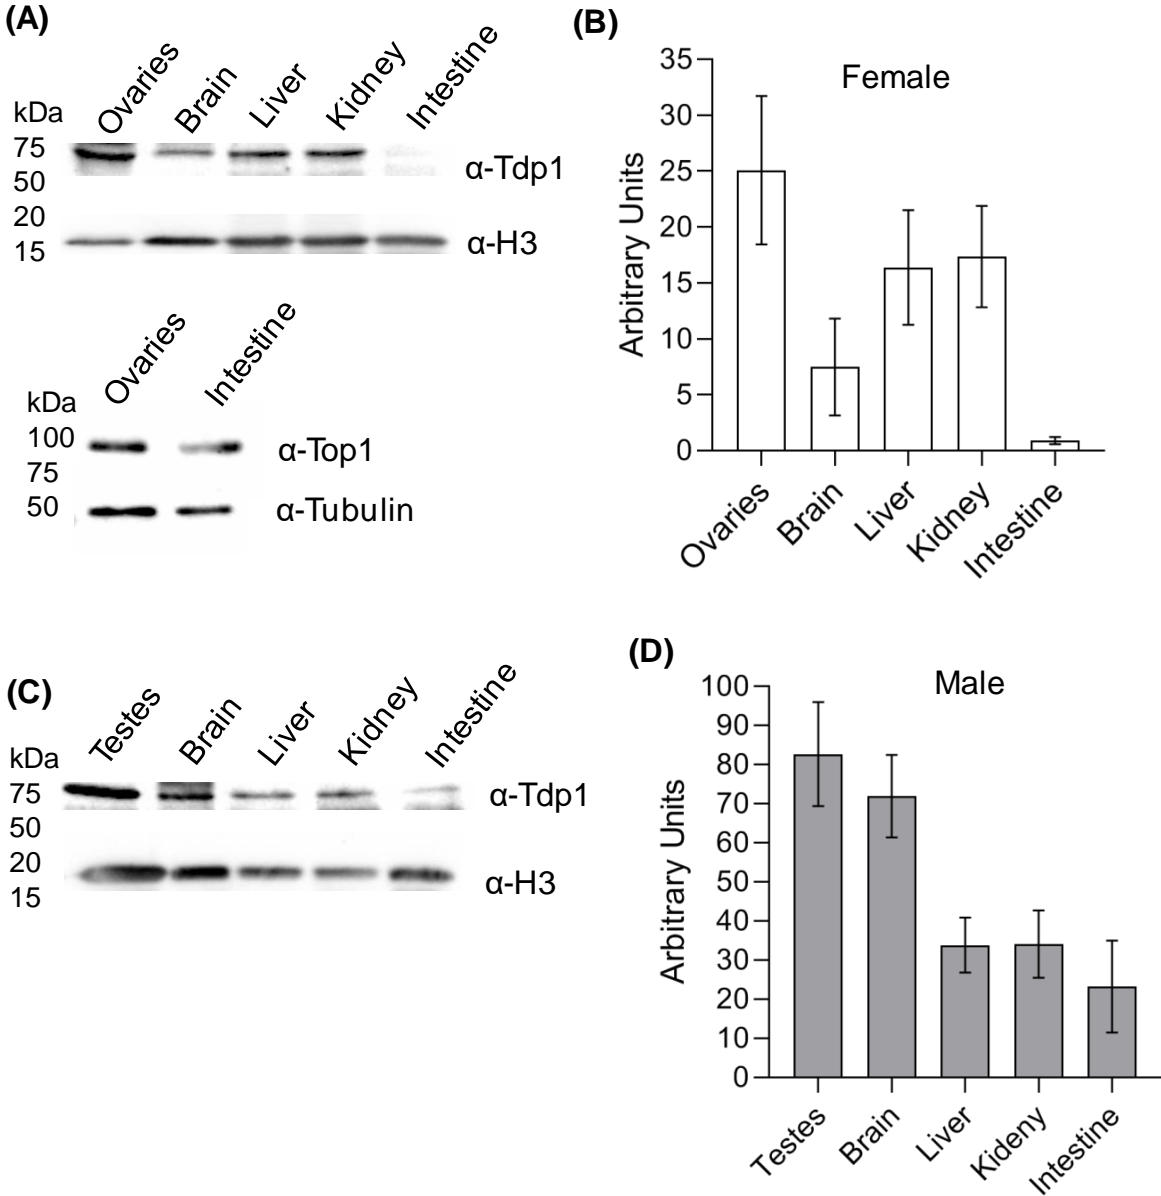 (A)
Ovaries
Brain
Liver
Kidney
Intestine
kDa
75
50
α-Tdp1
20
15
α-H3
Ovaries
Intestine
kDa
100
75
α-Top1
50
α-Tubulin
(B)
Female
Arbitrary Units
35
30
25
20
15
10
5
0
Ovaries
Brain
Liver
Kidney
Intestine
(C)
Testes
Brain
Liver
Kidney
Intestine
kDa
75
50
α-Tdp1
20
15
α-H3
(D)
Male
Arbitrary Units
100
90
80
70
60
50
40
30
20
10
0
Testes
Brain
Liver
Kideny
Intestine